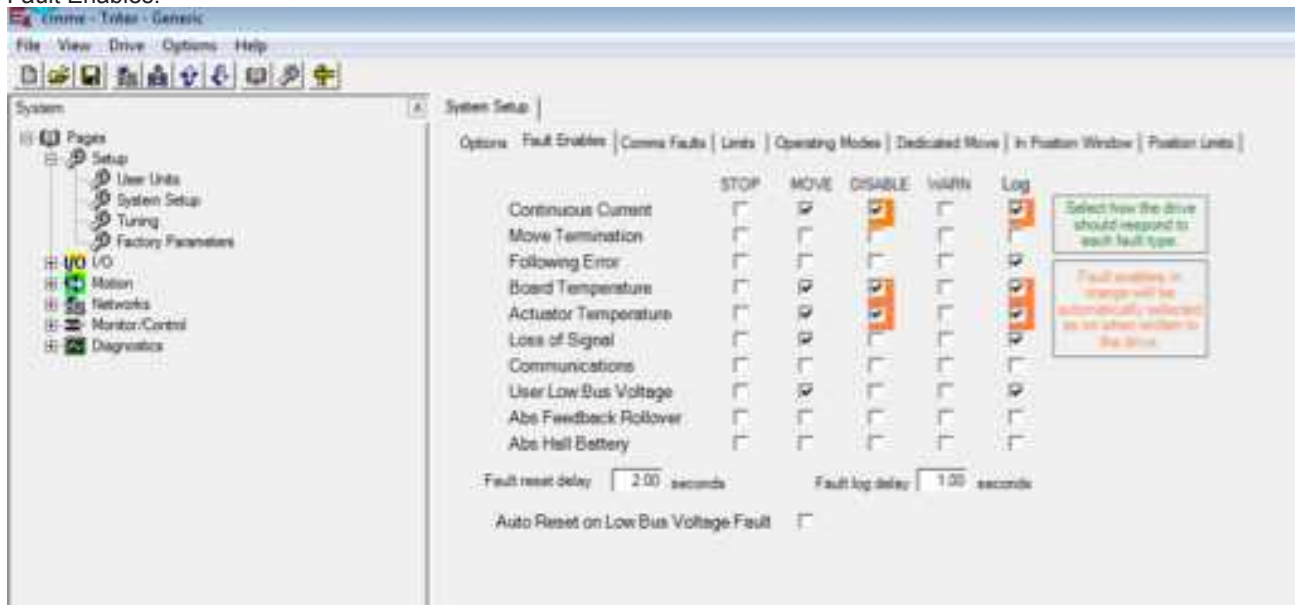 Fault Enables.
File View Drive Options Help
System
System Setup
Pages
Setup
User Units
System Setup
Tuning
Factory Parameters
I/O I/O
Motion
Networks
Monitor/Control
Diagnostics
Options Fault Enables Comms Faults Limits Operating Modes Dedicated Move In Position Window Position Limits
STOP MOVE DISABLE WARN Log
Continuous Current
Move Termination
Following Error
Board Temperature
Actuator Temperature
Loss of Signal
Communications
User Low Bus Voltage
Abs Feedback Rollover
Abs Hall Battery
Select how the drive
should respond to
each fault type.
Fault enables in
orange will be
automatically selected
as on when written to
the drive.
Fault reset delay 2.00 seconds Fault log delay 1.00 seconds
Auto Reset on Low Bus Voltage Fault